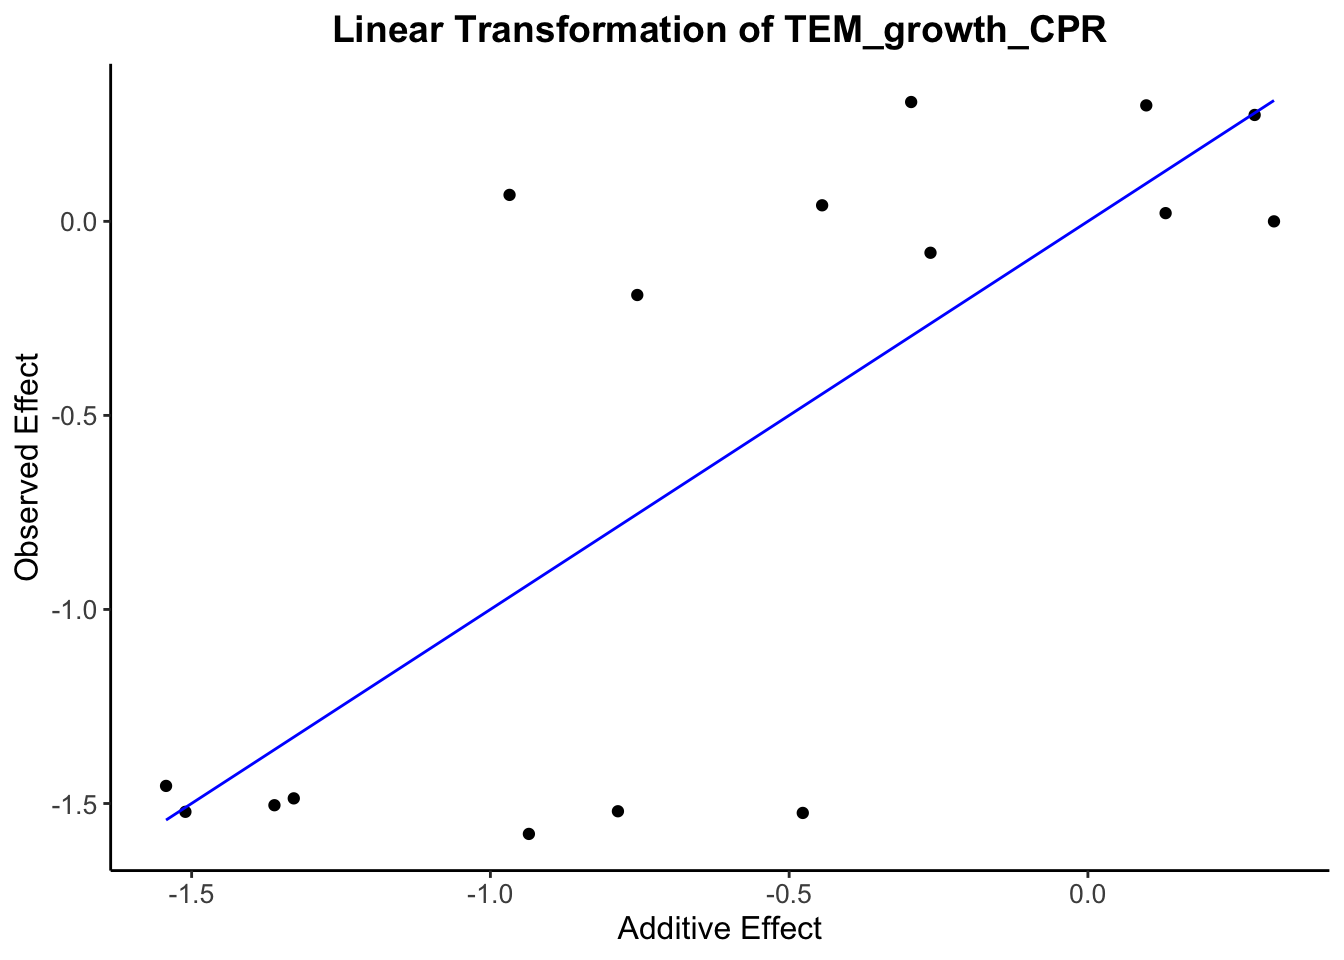 Linear Transformation of TEM_growth_CPR
Observed Effect
0.0
-0.5
-1.0
-1.5
-1.5 -1.0 -0.5 0.0
Additive Effect